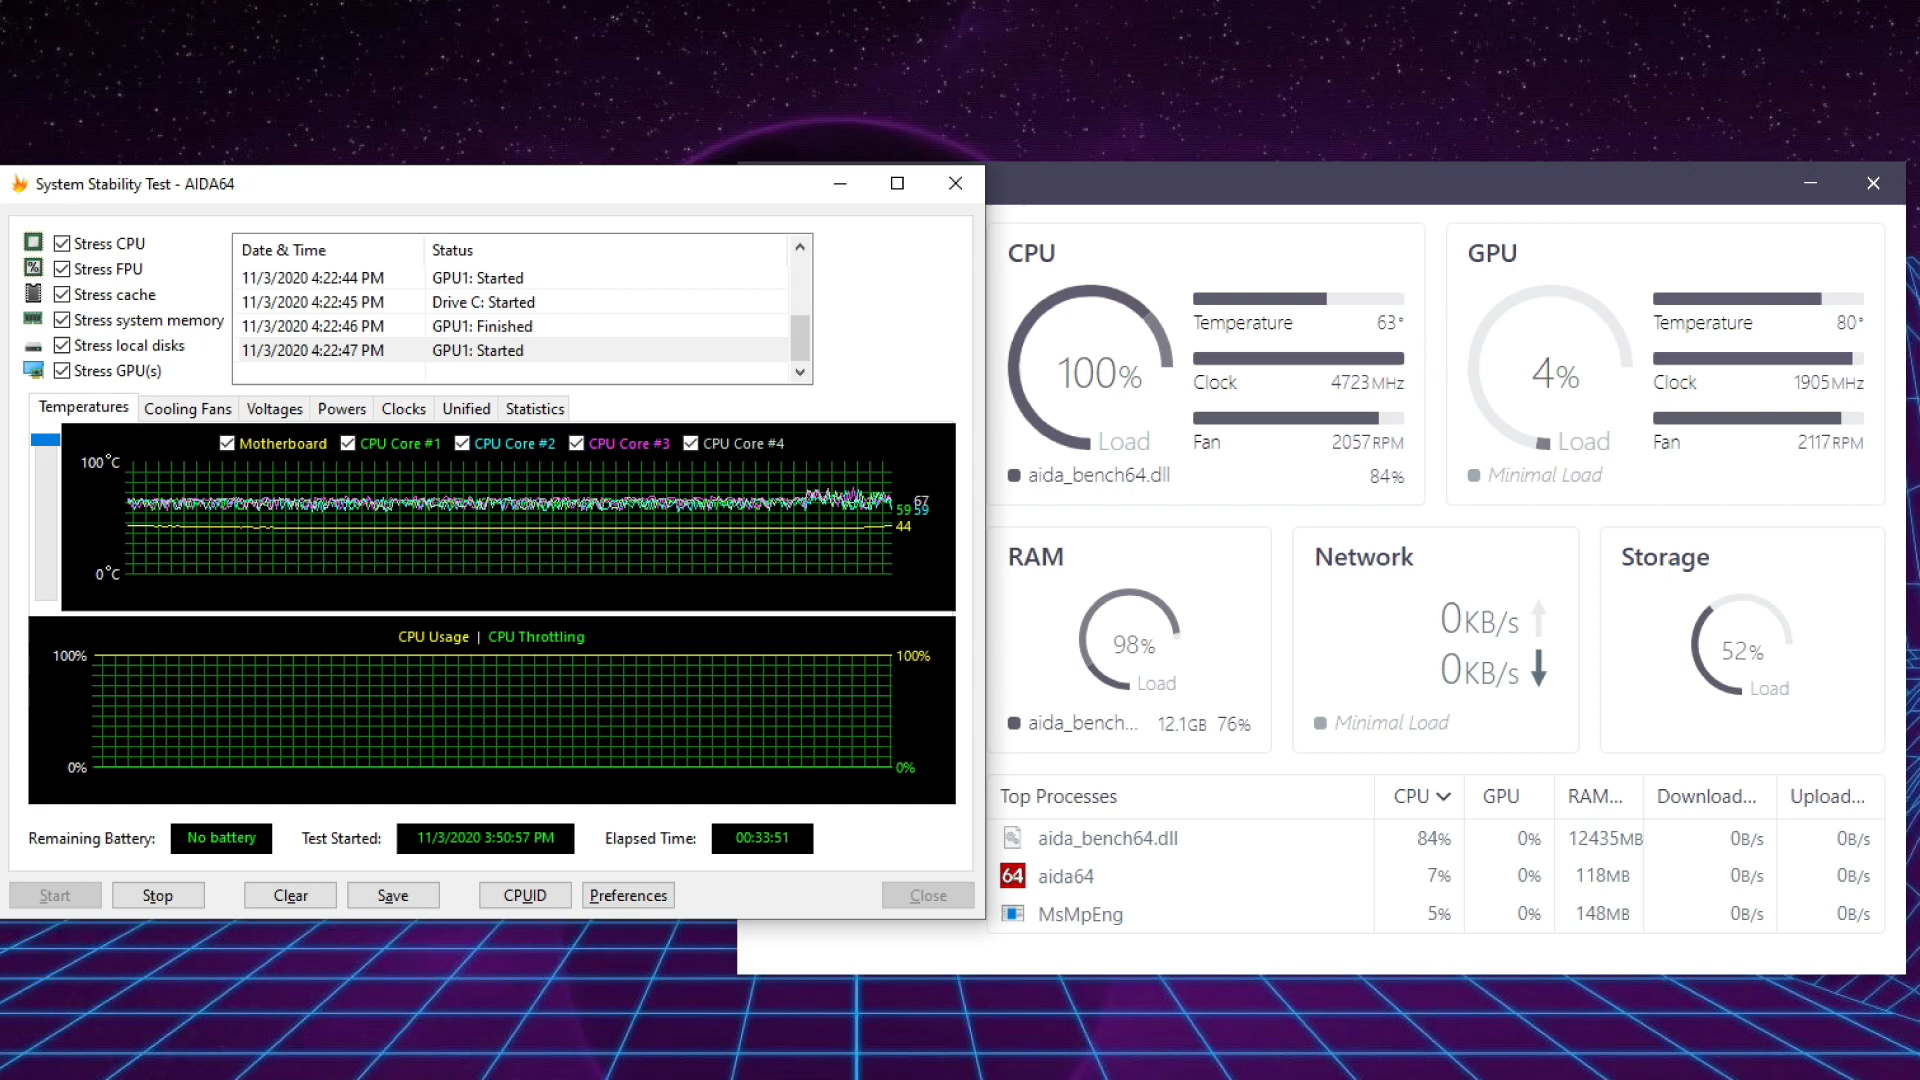 System Stability Test - AIDA64
Stress CPU
Stress FPU
Stress cache
Stress system memory
Stress local disks
Stress GPU(s)
Date & Time Status
11/3/2020 4:22:44 PM GPU1: Started
11/3/2020 4:22:45 PM Drive C: Started
11/3/2020 4:22:46 PM GPU1: Finished
11/3/2020 4:22:47 PM GPU1: Started
Temperatures Cooling Fans Voltages Powers Clocks Unified Statistics
Motherboard CPU Core #1 CPU Core #2 CPU Core #3 CPU Core #4
100°C
67
59 59
44
0°C
CPU Usage | CPU Throttling
100% 100%
0% 0%
Remaining Battery: No battery Test Started: 11/3/2020 3:50:57 PM Elapsed Time: 00:33:51
Start Stop Clear Save CPUID Preferences Close
CPU
100%
Load
Temperature 63°
Clock 4723MHz
Fan 2057RPM
aida_bench64.dll 84%
GPU
4%
Load
Temperature 80°
Clock 1905MHz
Fan 2117RPM
Minimal Load
RAM
98%
Load
aida_bench... 12.1GB 76%
Network
0KB/s
0KB/s
Minimal Load
Storage
52%
Load
Top Processes CPU GPU RAM... Download... Upload...
aida_bench64.dll 84% 0% 12435MB 0B/s 0B/s
64 aida64 7% 0% 118MB 0B/s 0B/s
MsMpEng 5% 0% 148MB 0B/s 0B/s